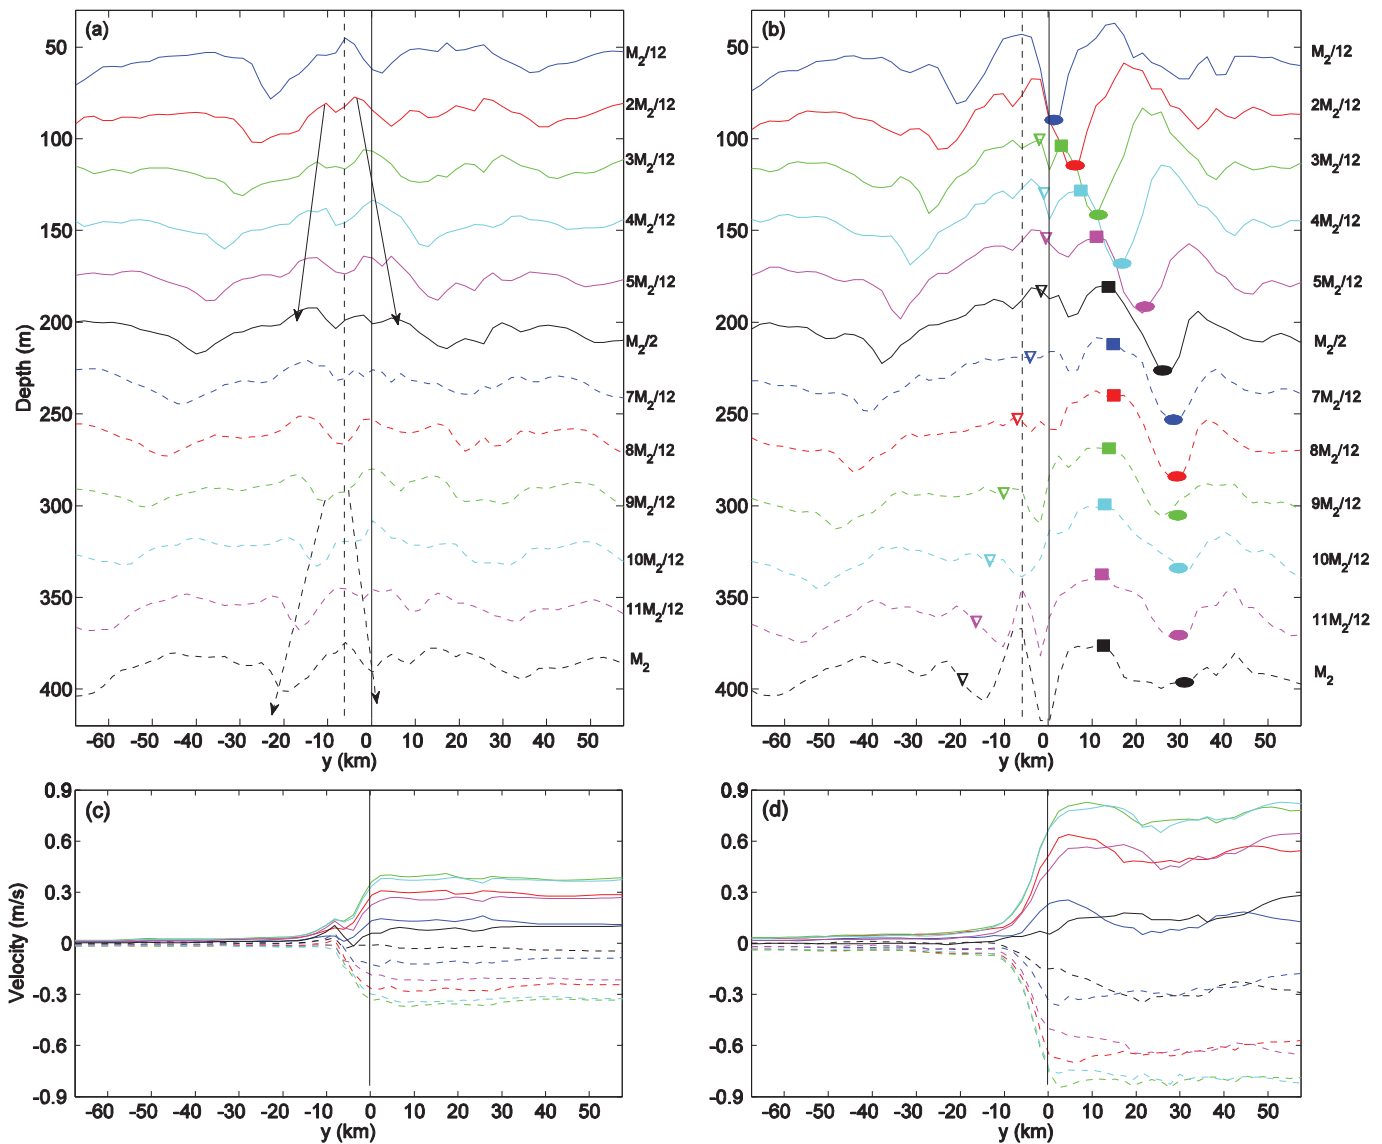 (a)
50
100
150
200
250
300
350
400
Depth (m)
-60 -50 -40 -30 -20 -10 0 10 20 30 40 50
y (km)
M2/12
2M2/12
3M2/12
4M2/12
5M2/12
M2/2
7M2/12
8M2/12
9M2/12
10M2/12
11M2/12
M2
(b)
50
100
150
200
250
300
350
400
-60 -50 -40 -30 -20 -10 0 10 20 30 40 50
y (km)
M2/12
2M2/12
3M2/12
4M2/12
5M2/12
M2/2
7M2/12
8M2/12
9M2/12
10M2/12
11M2/12
M2
(c)
0.9
0.6
0.3
0
-0.3
-0.6
-0.9
Velocity (m/s)
-60 -50 -40 -30 -20 -10 0 10 20 30 40 50
y (km)
(d)
0.9
0.6
0.3
0
-0.3
-0.6
-0.9
-60 -50 -40 -30 -20 -10 0 10 20 30 40 50
y (km)